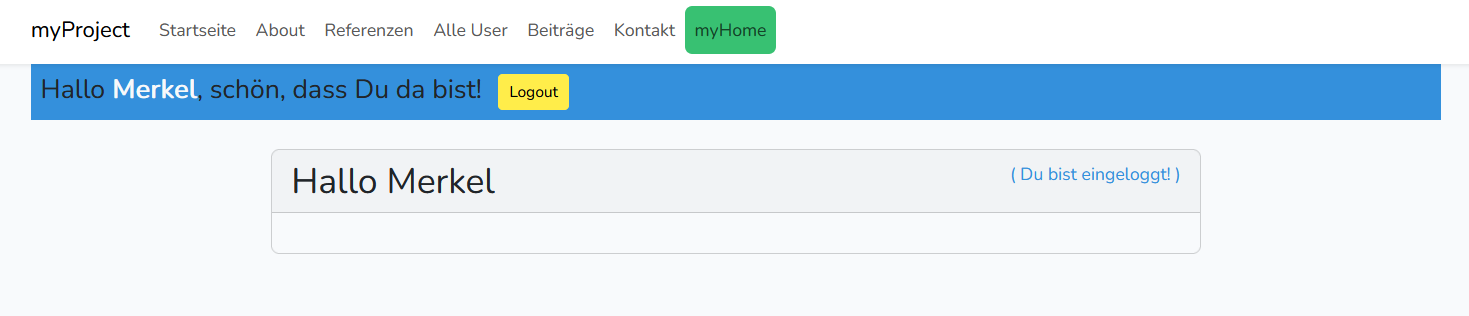 myProject Startseite About Referenzen Alle User Beiträge Kontakt myHome
Hallo Merkel, schön, dass Du da bist! Logout
Hallo Merkel ( Du bist eingeloggt! )